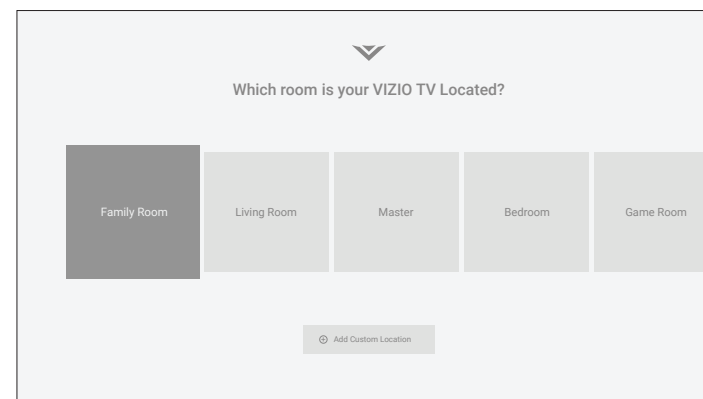 Which room is your VIZIO TV Located?
Family Room
Living Room
Master
Bedroom
Game Room
Add Custom Location